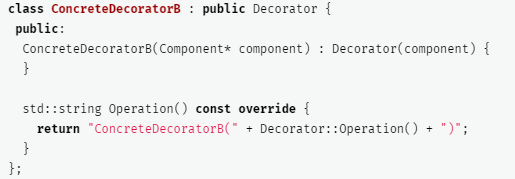 class ConcreteDecoratorB : public Decorator {
 public:
  ConcreteDecoratorB(Component* component) : Decorator(component) {
  }

  std::string Operation() const override {
    return "ConcreteDecoratorB(" + Decorator::Operation() + ")";
  }
};